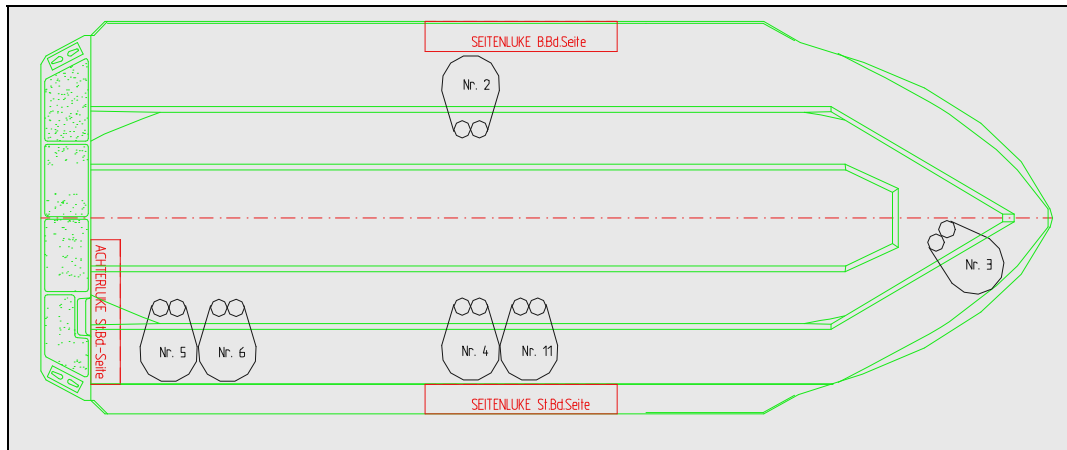 SEITENLUKE B.Bd.Seite
Nr. 2
ACHTERLUKE St.Bd.-Seite
Nr. 3
Nr. 5
Nr. 6
Nr. 4
Nr. 11
SEITENLUKE St.Bd.Seite